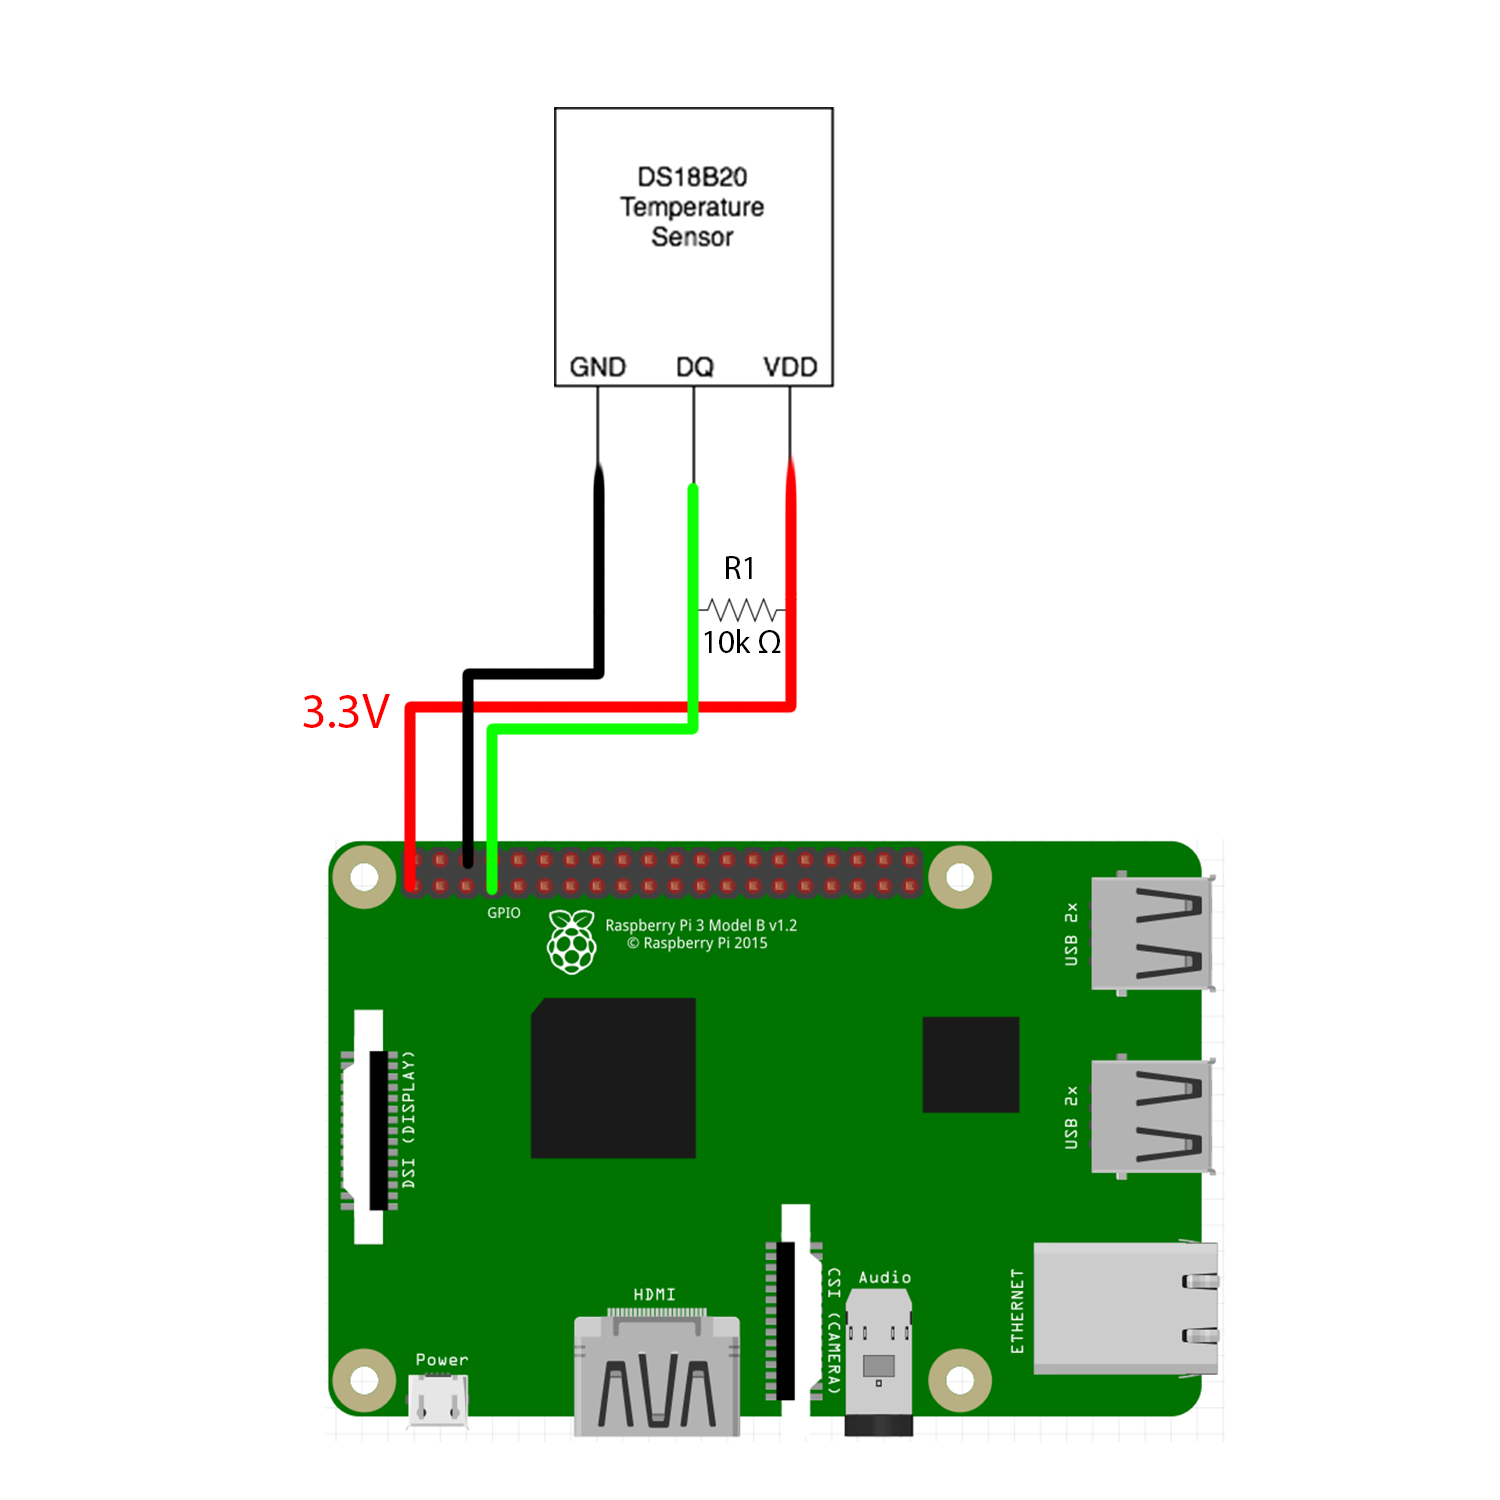 DS18B20
Temperature
Sensor
GND DQ VDD
R1
10k Ω
3.3V
GPIO
Raspberry Pi 3 Model B v1.2
© Raspberry Pi 2015
USB 2x
DSI (DISPLAY)
USB 2x
HDMI
CSI (CAMERA)
Audio
ETHERNET
Power